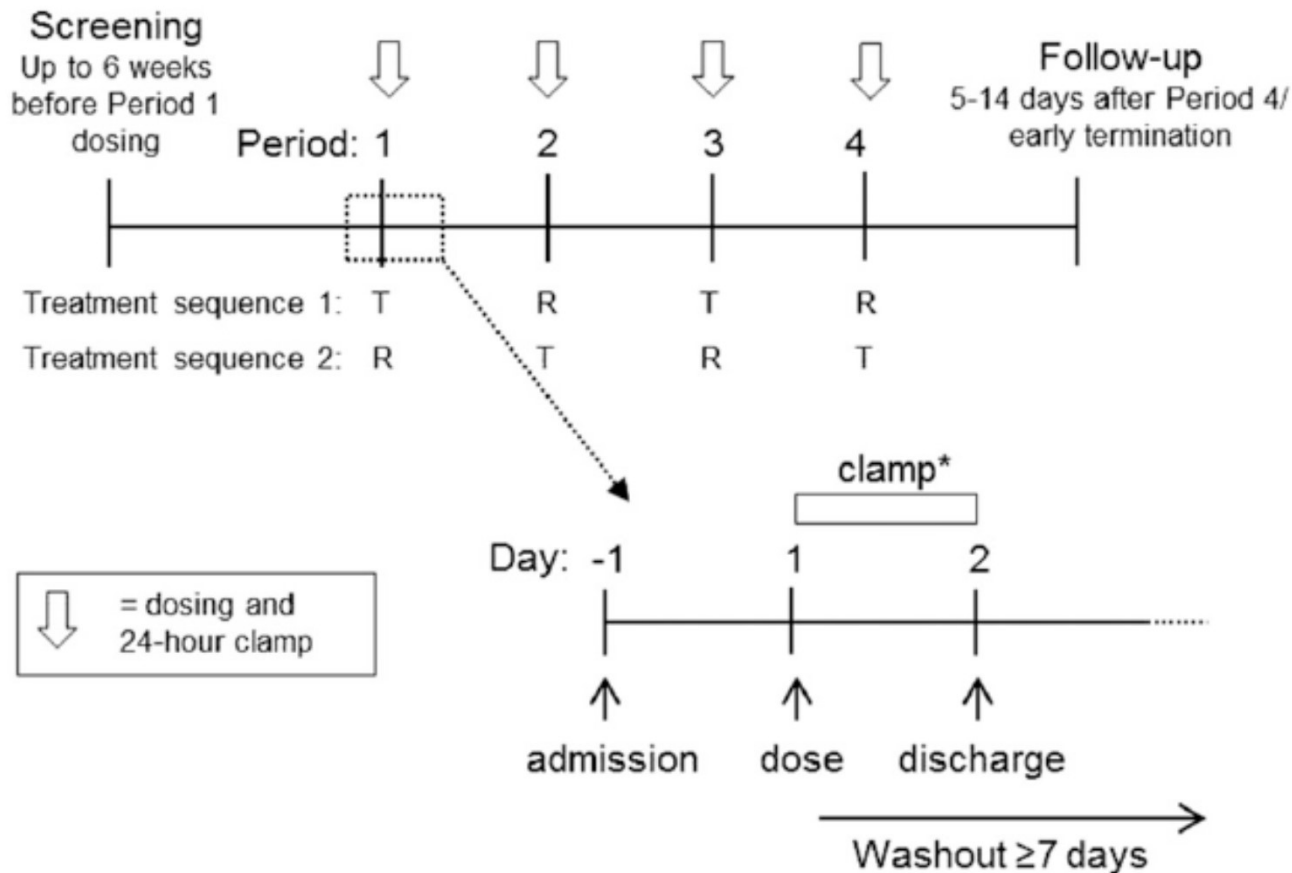 Screening
Up to 6 weeks
before Period 1
dosing
Follow-up
5-14 days after Period 4/
early termination
Period: 1 2 3 4
Treatment sequence 1: T R T R
Treatment sequence 2: R T R T
clamp*
Day: -1 1 2
= dosing and
24-hour clamp
admission dose discharge
Washout ≥7 days